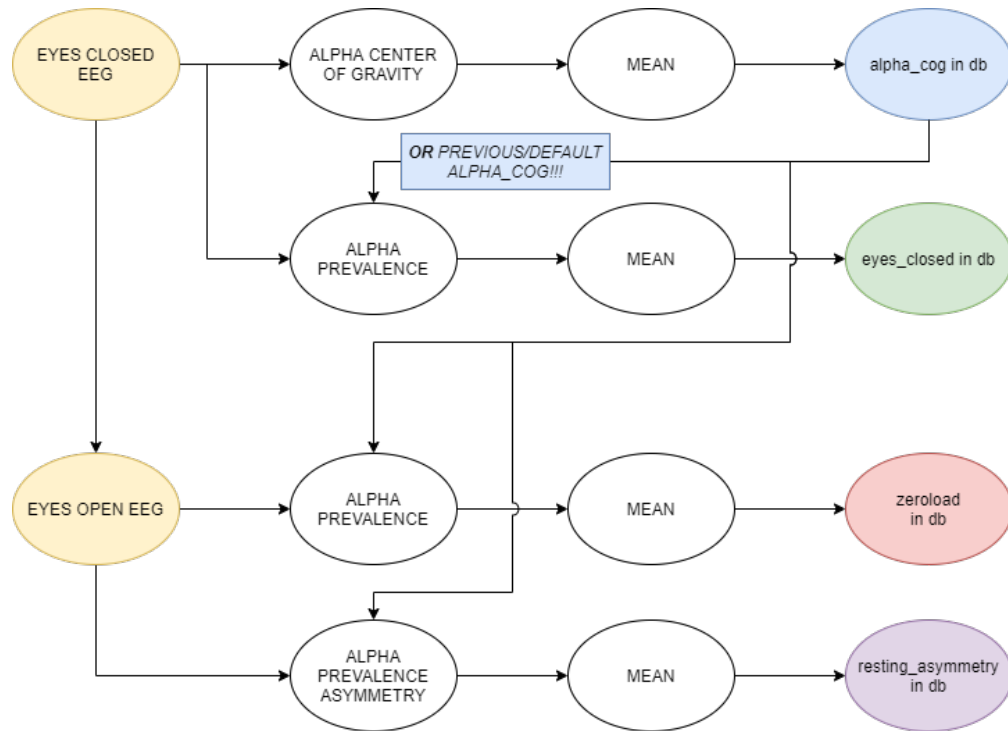 EYES CLOSED
EEG
ALPHA CENTER
OF GRAVITY
MEAN
alpha_cog in db
OR PREVIOUS/DEFAULT
ALPHA_COG!!!
ALPHA
PREVALENCE
MEAN
eyes_closed in db
EYES OPEN EEG
ALPHA
PREVALENCE
MEAN
zeroload
in db
ALPHA
PREVALENCE
ASYMMETRY
MEAN
resting_asymmetry
in db